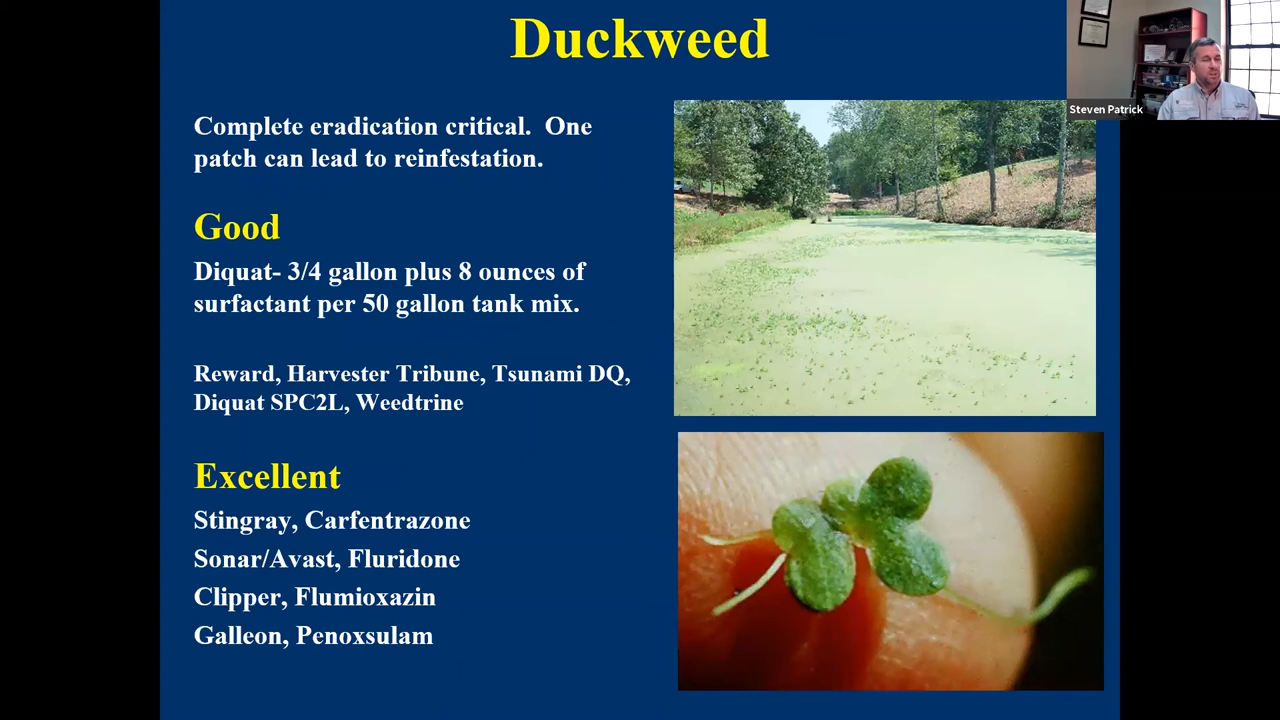 Duckweed
Steven Patrick
Complete eradication critical.  One
patch can lead to reinfestation.
Good
Diquat- 3/4 gallon plus 8 ounces of
surfactant per 50 gallon tank mix.
Reward, Harvester Tribune, Tsunami DQ,
Diquat SPC2L, Weedtrine
Excellent
Stingray, Carfentrazone
Sonar/Avast, Fluridone
Clipper, Flumioxazin
Galleon, Penoxsulam